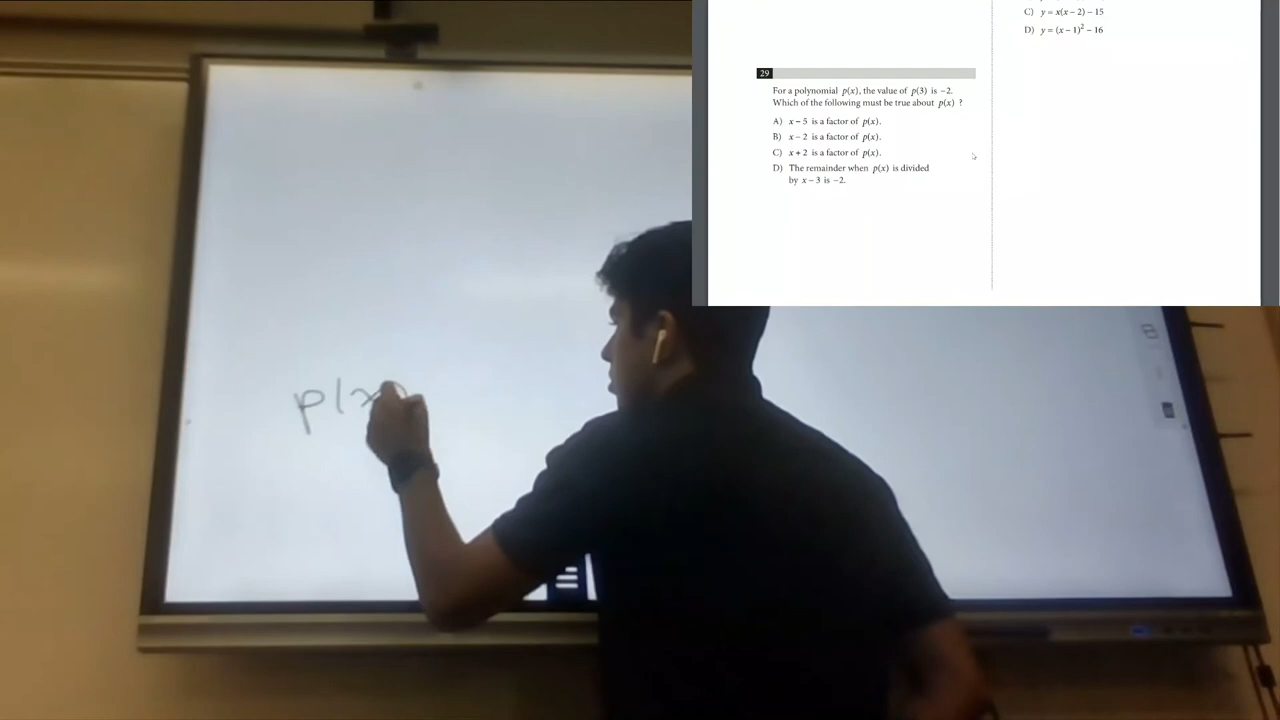 C) y = x(x – 2) – 15
D) y = (x – 1)² – 16
29
For a polynomial p(x), the value of p(3) is –2.
Which of the following must be true about p(x) ?
A) x – 5 is a factor of p(x).
B) x – 2 is a factor of p(x).
C) x + 2 is a factor of p(x).
D) The remainder when p(x) is divided
by x – 3 is –2.
p(x)